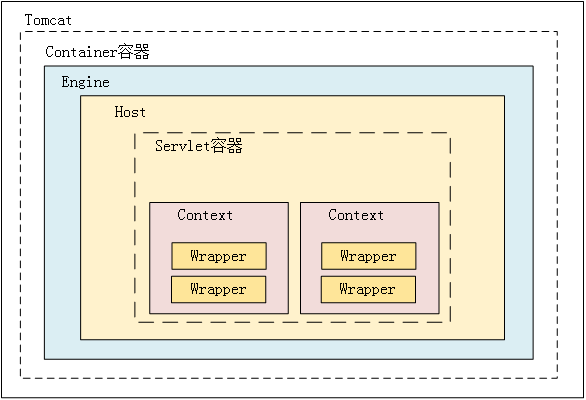 Tomcat
Container容器
Engine
Host
Servlet容器
Context
Context
Wrapper
Wrapper
Wrapper
Wrapper